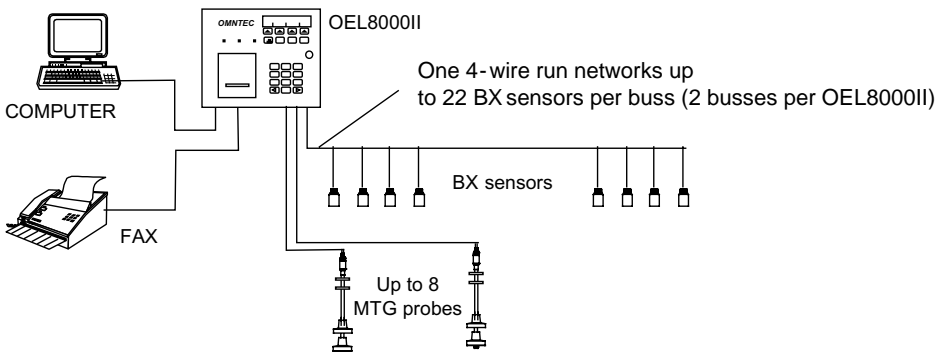 OMNTEC
OEL8000II
One 4-wire run networks up
to 22 BX sensors per buss (2 busses per OEL8000II)
COMPUTER
BX sensors
FAX
Up to 8
MTG probes